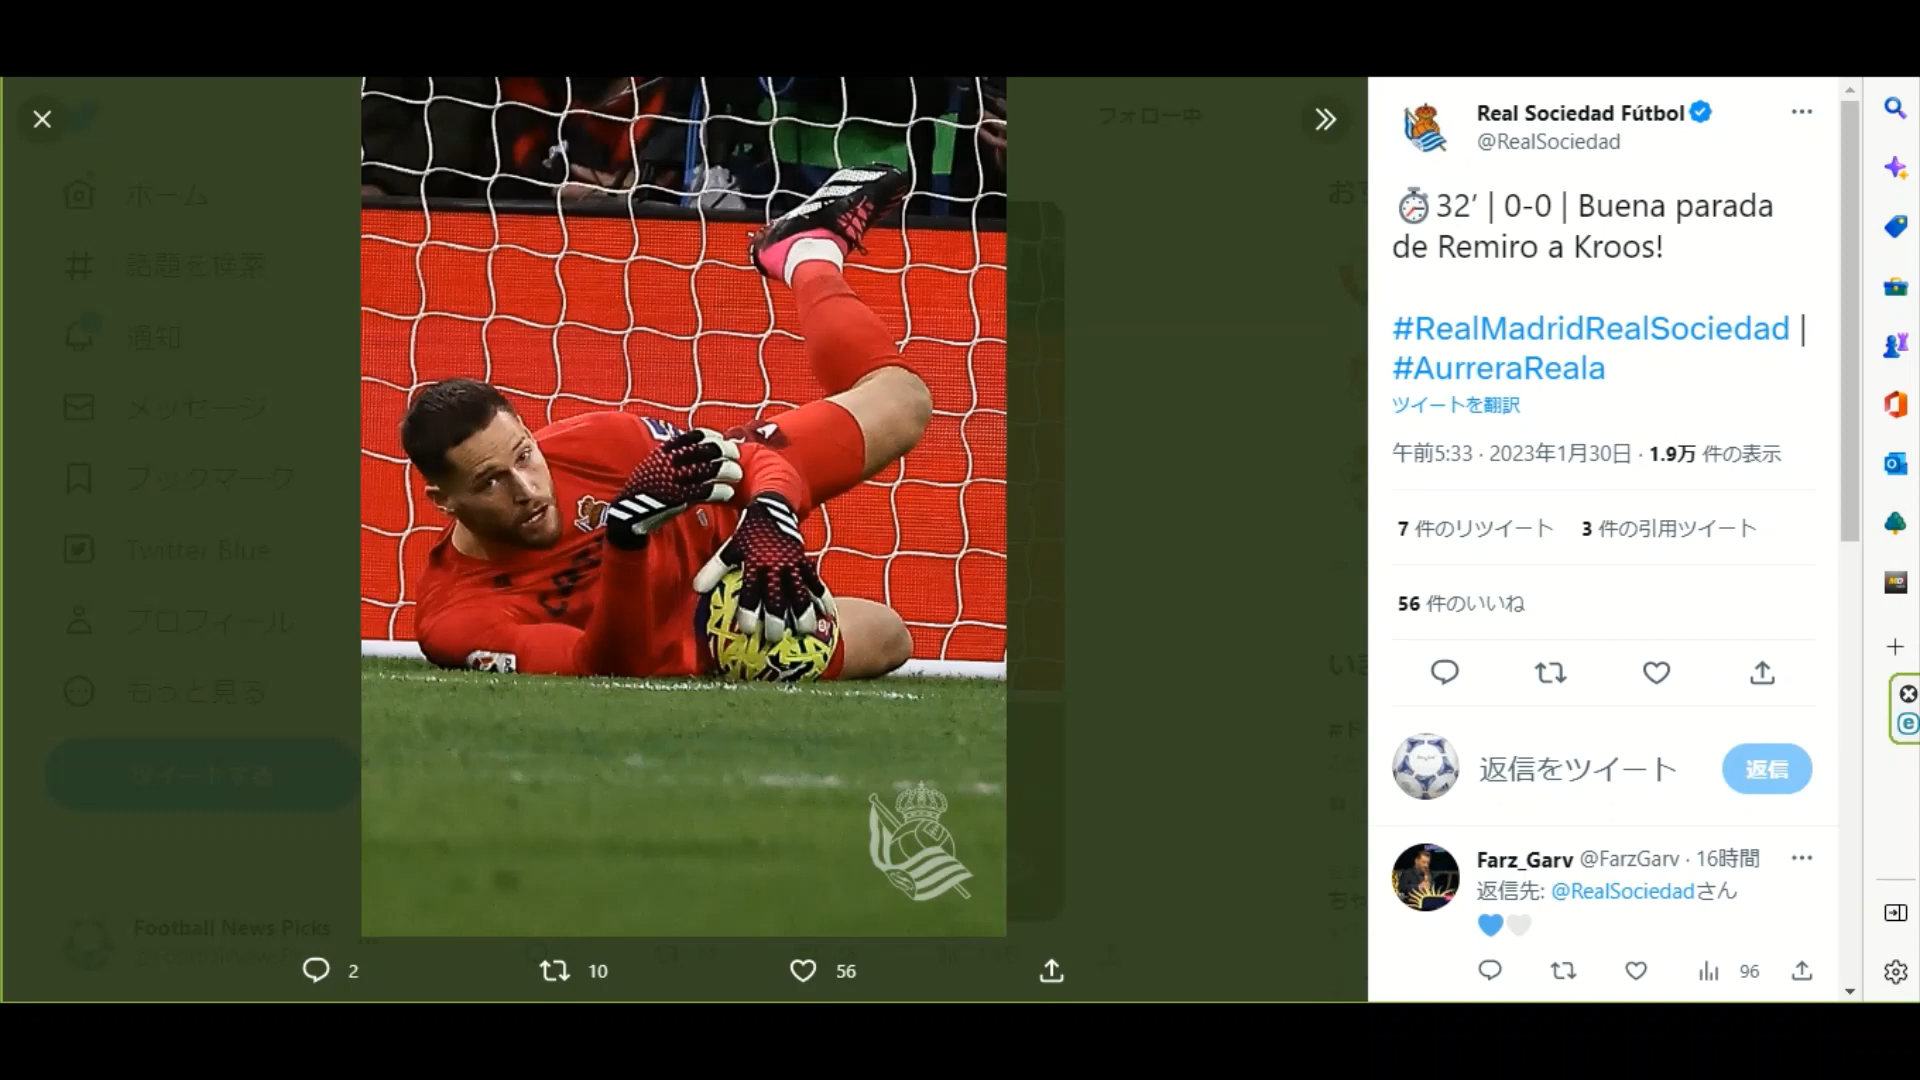 フォロー中
ホーム
話題を検索
通知
メッセージ
ブックマーク
Twitter Blue
プロフィール
もっと見る
ツイートする
Football News Picks
2
10
56
Real Sociedad Fútbol
@RealSociedad
32’ | 0-0 | Buena parada
de Remiro a Kroos!
#RealMadridRealSociedad |
#AurreraReala
ツイートを翻訳
午前5:33 · 2023年1月30日 · 1.9万 件の表示
7 件のリツイート 3 件の引用ツイート
56 件のいいね
返信をツイート
返信
Farz_Garv @FarzGarv · 16時間
返信先: @RealSociedadさん
96